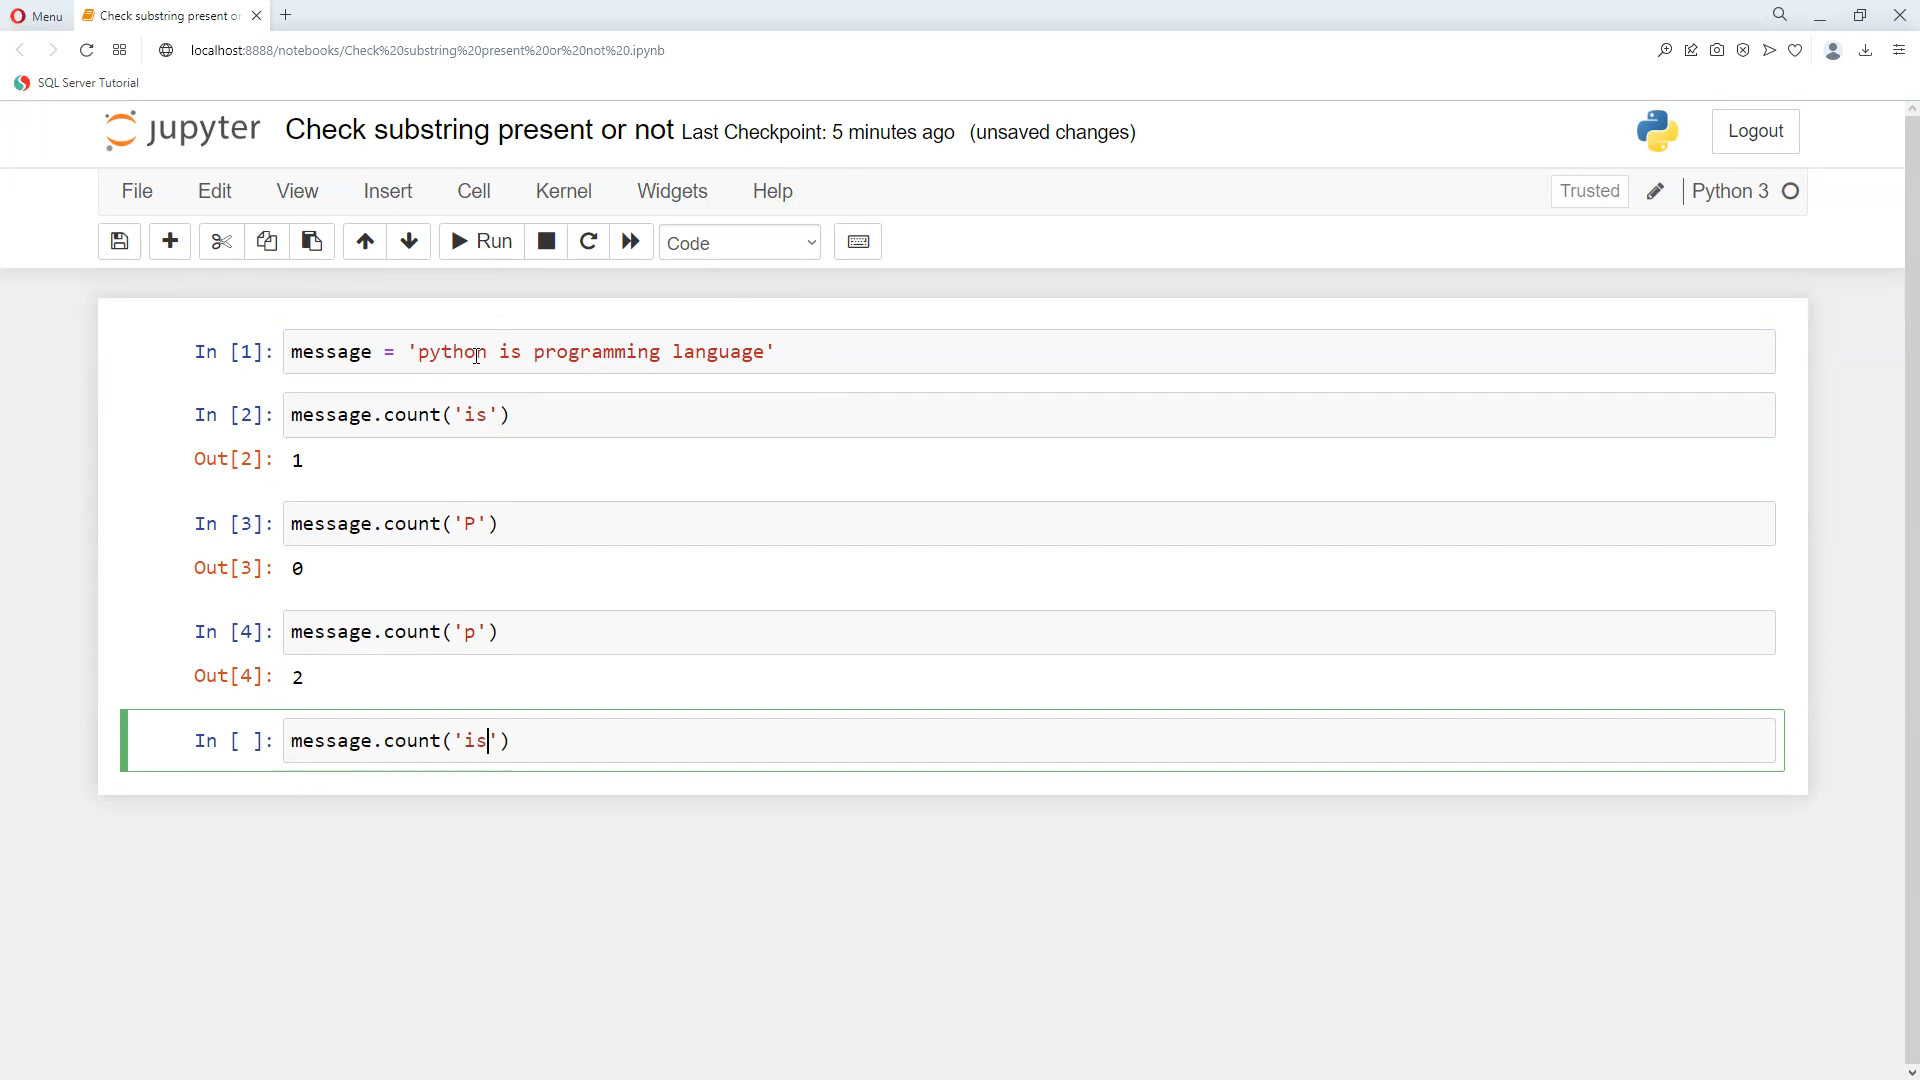 Menu
Check substring present or
localhost:8888/notebooks/Check%20substring%20present%20or%20not%20.ipynb
SQL Server Tutorial
jupyter Check substring present or not Last Checkpoint: 5 minutes ago (unsaved changes)
Logout
File Edit View Insert Cell Kernel Widgets Help
Trusted Python 3
Run Code
In [1]: message = 'python is programming language'
In [2]: message.count('is')
Out[2]: 1
In [3]: message.count('P')
Out[3]: 0
In [4]: message.count('p')
Out[4]: 2
In [ ]: message.count('is')